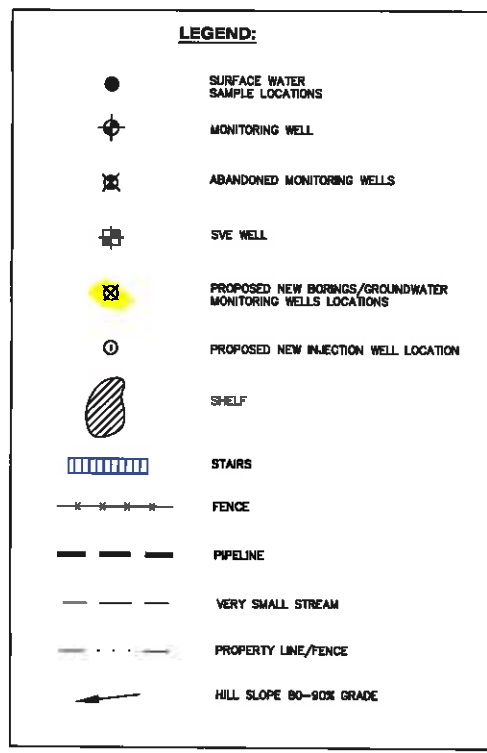 LEGEND:
SURFACE WATER
SAMPLE LOCATIONS
MONITORING WELL
ABANDONED MONITORING WELLS
SVE WELL
PROPOSED NEW BORINGS/GROUNDWATER
MONITORING WELLS LOCATIONS
PROPOSED NEW INJECTION WELL LOCATION
SHELF
STAIRS
FENCE
PIPELINE
VERY SMALL STREAM
PROPERTY LINE/FENCE
HILL SLOPE 80-90% GRADE